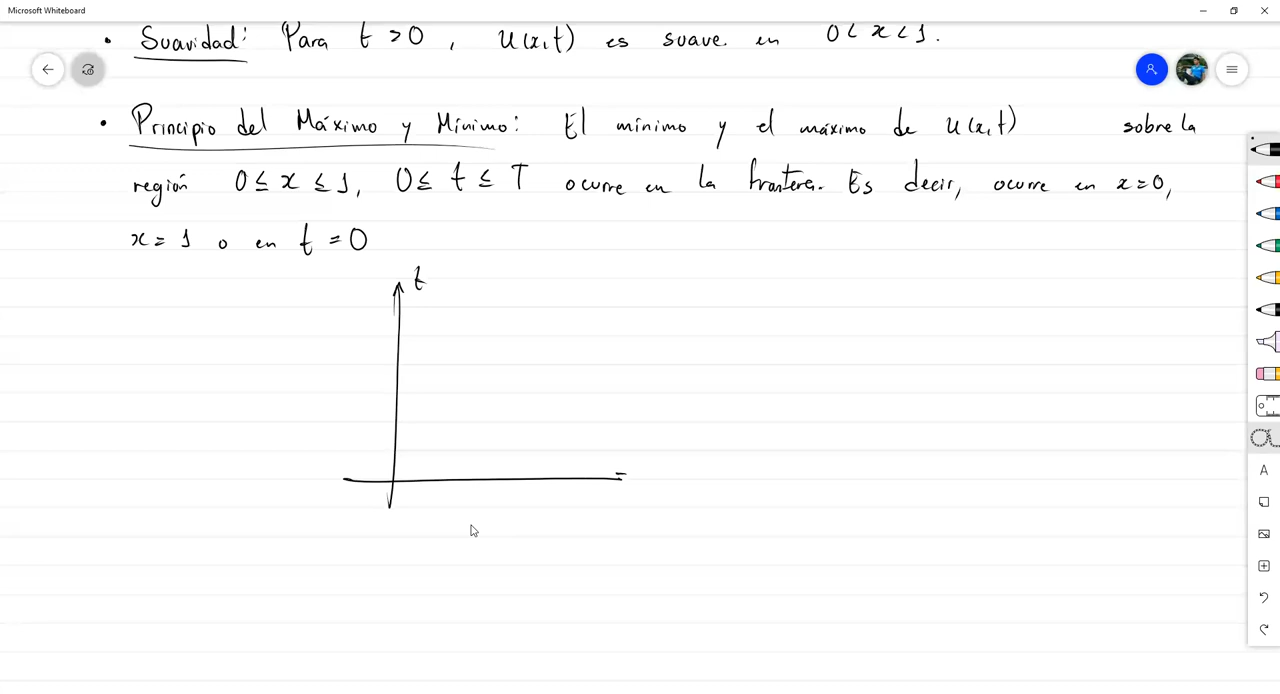 Microsoft Whiteboard
• Suavidad: Para t > 0, u(x,t) es suave en 0 < x < 1.
• Principio del Máximo y Mínimo: El mínimo y el máximo de u(x,t) sobre la
región 0 ≤ x ≤ 1, 0 ≤ t ≤ T ocurre en la frontera. Es decir, ocurre en x=0,
x = 1 o en t = 0
t
A